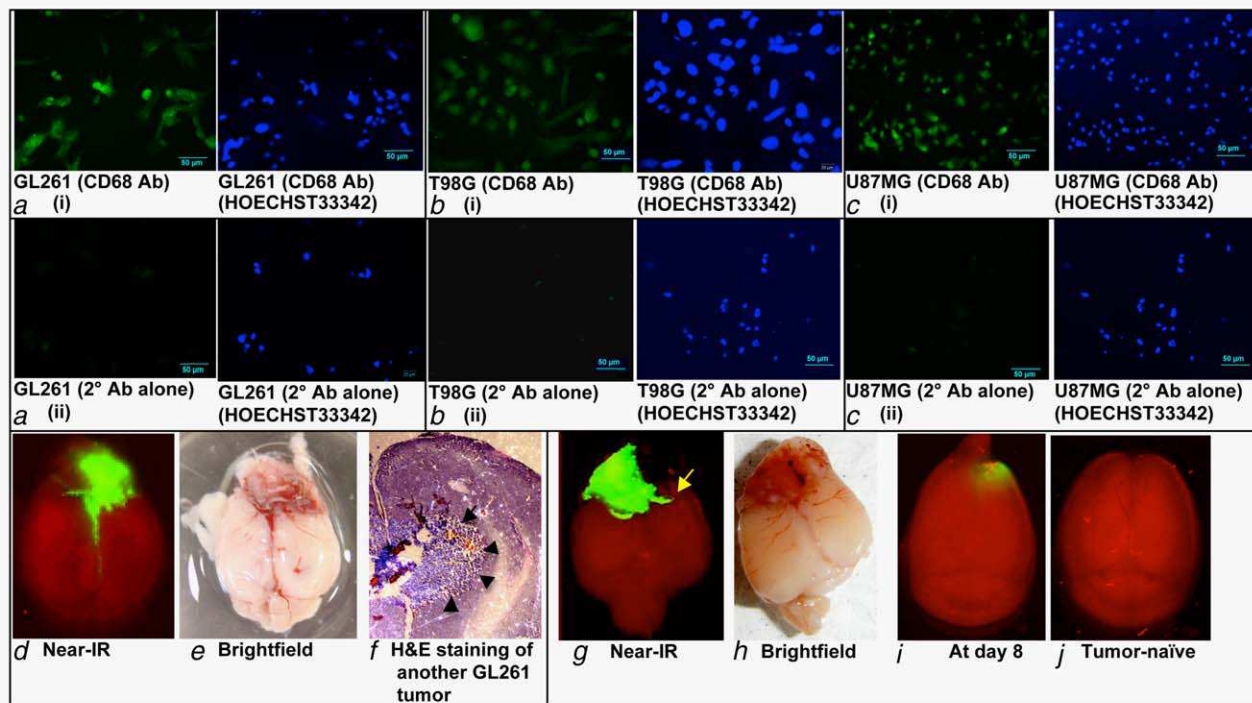 50 µm
50 µm
50 µm
20 µm
50 µm
50 µm
GL261 (CD68 Ab)
a (i)
GL261 (CD68 Ab)
(HOECHST33342)
T98G (CD68 Ab)
b (i)
T98G (CD68 Ab)
(HOECHST33342)
U87MG (CD68 Ab)
c (i)
U87MG (CD68 Ab)
(HOECHST33342)
50 µm
50 µm
50 µm
50 µm
50 µm
GL261 (2° Ab alone)
a (ii)
GL261 (2° Ab alone)
(HOECHST33342)
T98G (2° Ab alone)
b (ii)
T98G (2° Ab alone)
(HOECHST33342)
U87MG (2° Ab alone)
c (ii)
U87MG (2° Ab alone)
(HOECHST33342)
d Near-IR
e Brightfield
f H&E staining of
another GL261
tumor
g Near-IR
h Brightfield
i At day 8
j Tumor-naïve